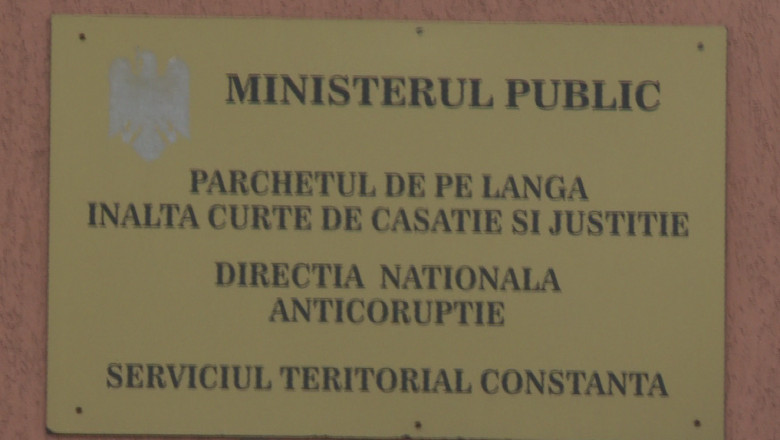 MINISTERUL PUBLIC
PARCHETUL DE PE LANGA
INALTA CURTE DE CASATIE SI JUSTITIE
DIRECTIA NATIONALA
ANTICORUPTIE
SERVICIUL TERITORIAL CONSTANTA